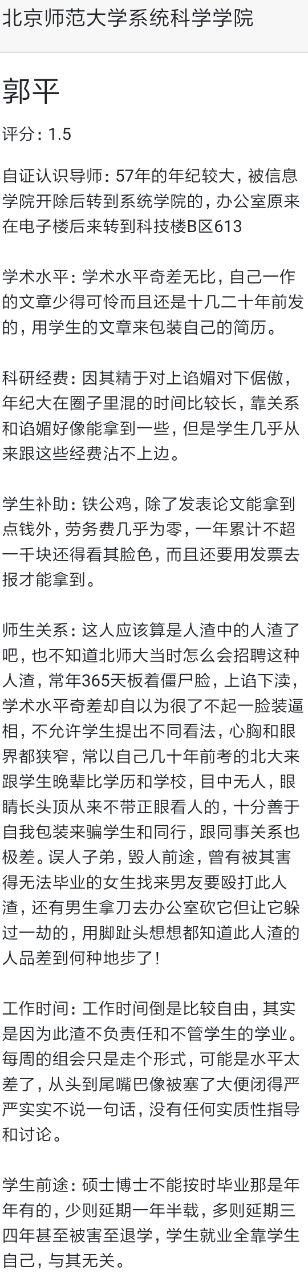 北京师范大学系统科学学院
郭平
评分：1.5
自证认识导师：57年的年纪较大，被信息
学院开除后转到系统学院的，办公室原来
在电子楼后来转到科技楼B区613
学术水平：学术水平奇差无比，自己一作
的文章少得可怜而且还是十几二十年前发
的，用学生的文章来包装自己的简历。
科研经费：因其精于对上谄媚对下倨傲，
年纪大在圈子里混的时间比较长，靠关系
和谄媚好像能拿到一些，但是学生几乎从
来跟这些经费沾不上边。
学生补助：铁公鸡，除了发表论文能拿到
点钱外，劳务费几乎为零，一年累计不超
一千块还得看其脸色，而且还要用发票去
报才能拿到。
师生关系：这人应该算是人渣中的人渣了
吧，也不知道北师大当时怎么会招聘这种
人渣，常年365天板着僵尸脸，上谄下渎，
学术水平奇差却自以为很了不起一脸装逼
相，不允许学生提出不同看法，心胸和眼
界都狭窄，常以自己几十年前考的北大来
跟学生晚辈比学历和学校，目中无人，眼
睛长头顶从来不带正眼看人的，十分善于
自我包装来骗学生和同行，跟同事关系也
极差。误人子弟，毁人前途，曾有被其害
得无法毕业的女生找来男友要殴打此人
渣，还有男生拿刀去办公室砍它但让它躲
过一劫的，用脚趾头想想都知道此人渣的
人品差到何种地步了！
工作时间：工作时间倒是比较自由，其实
是因为此渣不负责任和不管学生的学业。
每周的组会只是走个形式，可能是水平太
差了，从头到尾嘴巴像被塞了大便闭得严
严实实不说一句话，没有任何实质性指导
和讨论。
学生前途：硕士博士不能按时毕业那是年
年有的，少则延期一年半载，多则延期三
四年甚至被害至退学，学生就业全靠学生
自己，与其无关。